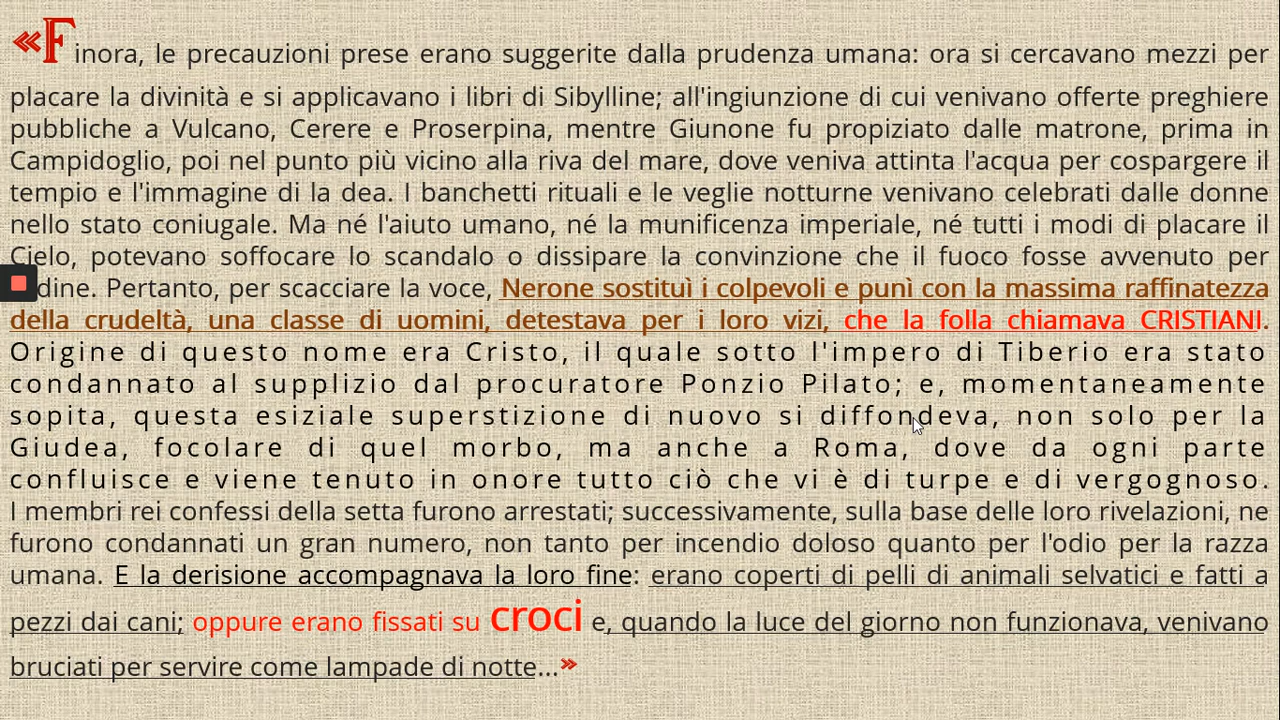 «Finora, le precauzioni prese erano suggerite dalla prudenza umana: ora si cercavano mezzi per
placare la divinità e si applicavano i libri di Sibylline; all'ingiunzione di cui venivano offerte preghiere
pubbliche a Vulcano, Cerere e Proserpina, mentre Giunone fu propiziato dalle matrone, prima in
Campidoglio, poi nel punto più vicino alla riva del mare, dove veniva attinta l'acqua per cospargere il
tempio e l'immagine di la dea. I banchetti rituali e le veglie notturne venivano celebrati dalle donne
nello stato coniugale. Ma né l'aiuto umano, né la munificenza imperiale, né tutti i modi di placare il
Cielo, potevano soffocare lo scandalo o dissipare la convinzione che il fuoco fosse avvenuto per
dine. Pertanto, per scacciare la voce, Nerone sostituì i colpevoli e punì con la massima raffinatezza
della crudeltà, una classe di uomini, detestava per i loro vizi, che la folla chiamava CRISTIANI.
Origine di questo nome era Cristo, il quale sotto l'impero di Tiberio era stato
condannato al supplizio dal procuratore Ponzio Pilato; e, momentaneamente
sopita, questa esiziale superstizione di nuovo si diffondeva, non solo per la
Giudea, focolare di quel morbo, ma anche a Roma, dove da ogni parte
confluisce e viene tenuto in onore tutto ciò che vi è di turpe e di vergognoso.
I membri rei confessi della setta furono arrestati; successivamente, sulla base delle loro rivelazioni, ne
furono condannati un gran numero, non tanto per incendio doloso quanto per l'odio per la razza
umana. E la derisione accompagnava la loro fine: erano coperti di pelli di animali selvatici e fatti a
pezzi dai cani; oppure erano fissati su croci e, quando la luce del giorno non funzionava, venivano
bruciati per servire come lampade di notte...»